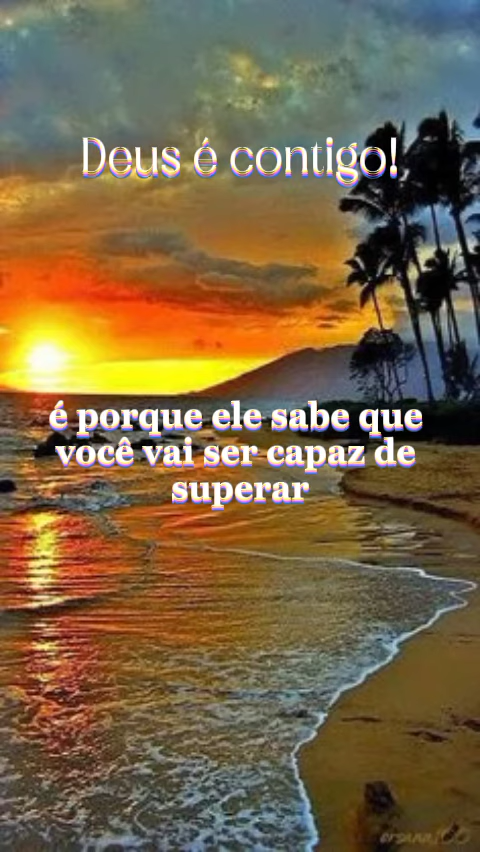 Deus é contigo!
é porque ele sabe que
você vai ser capaz de
superar